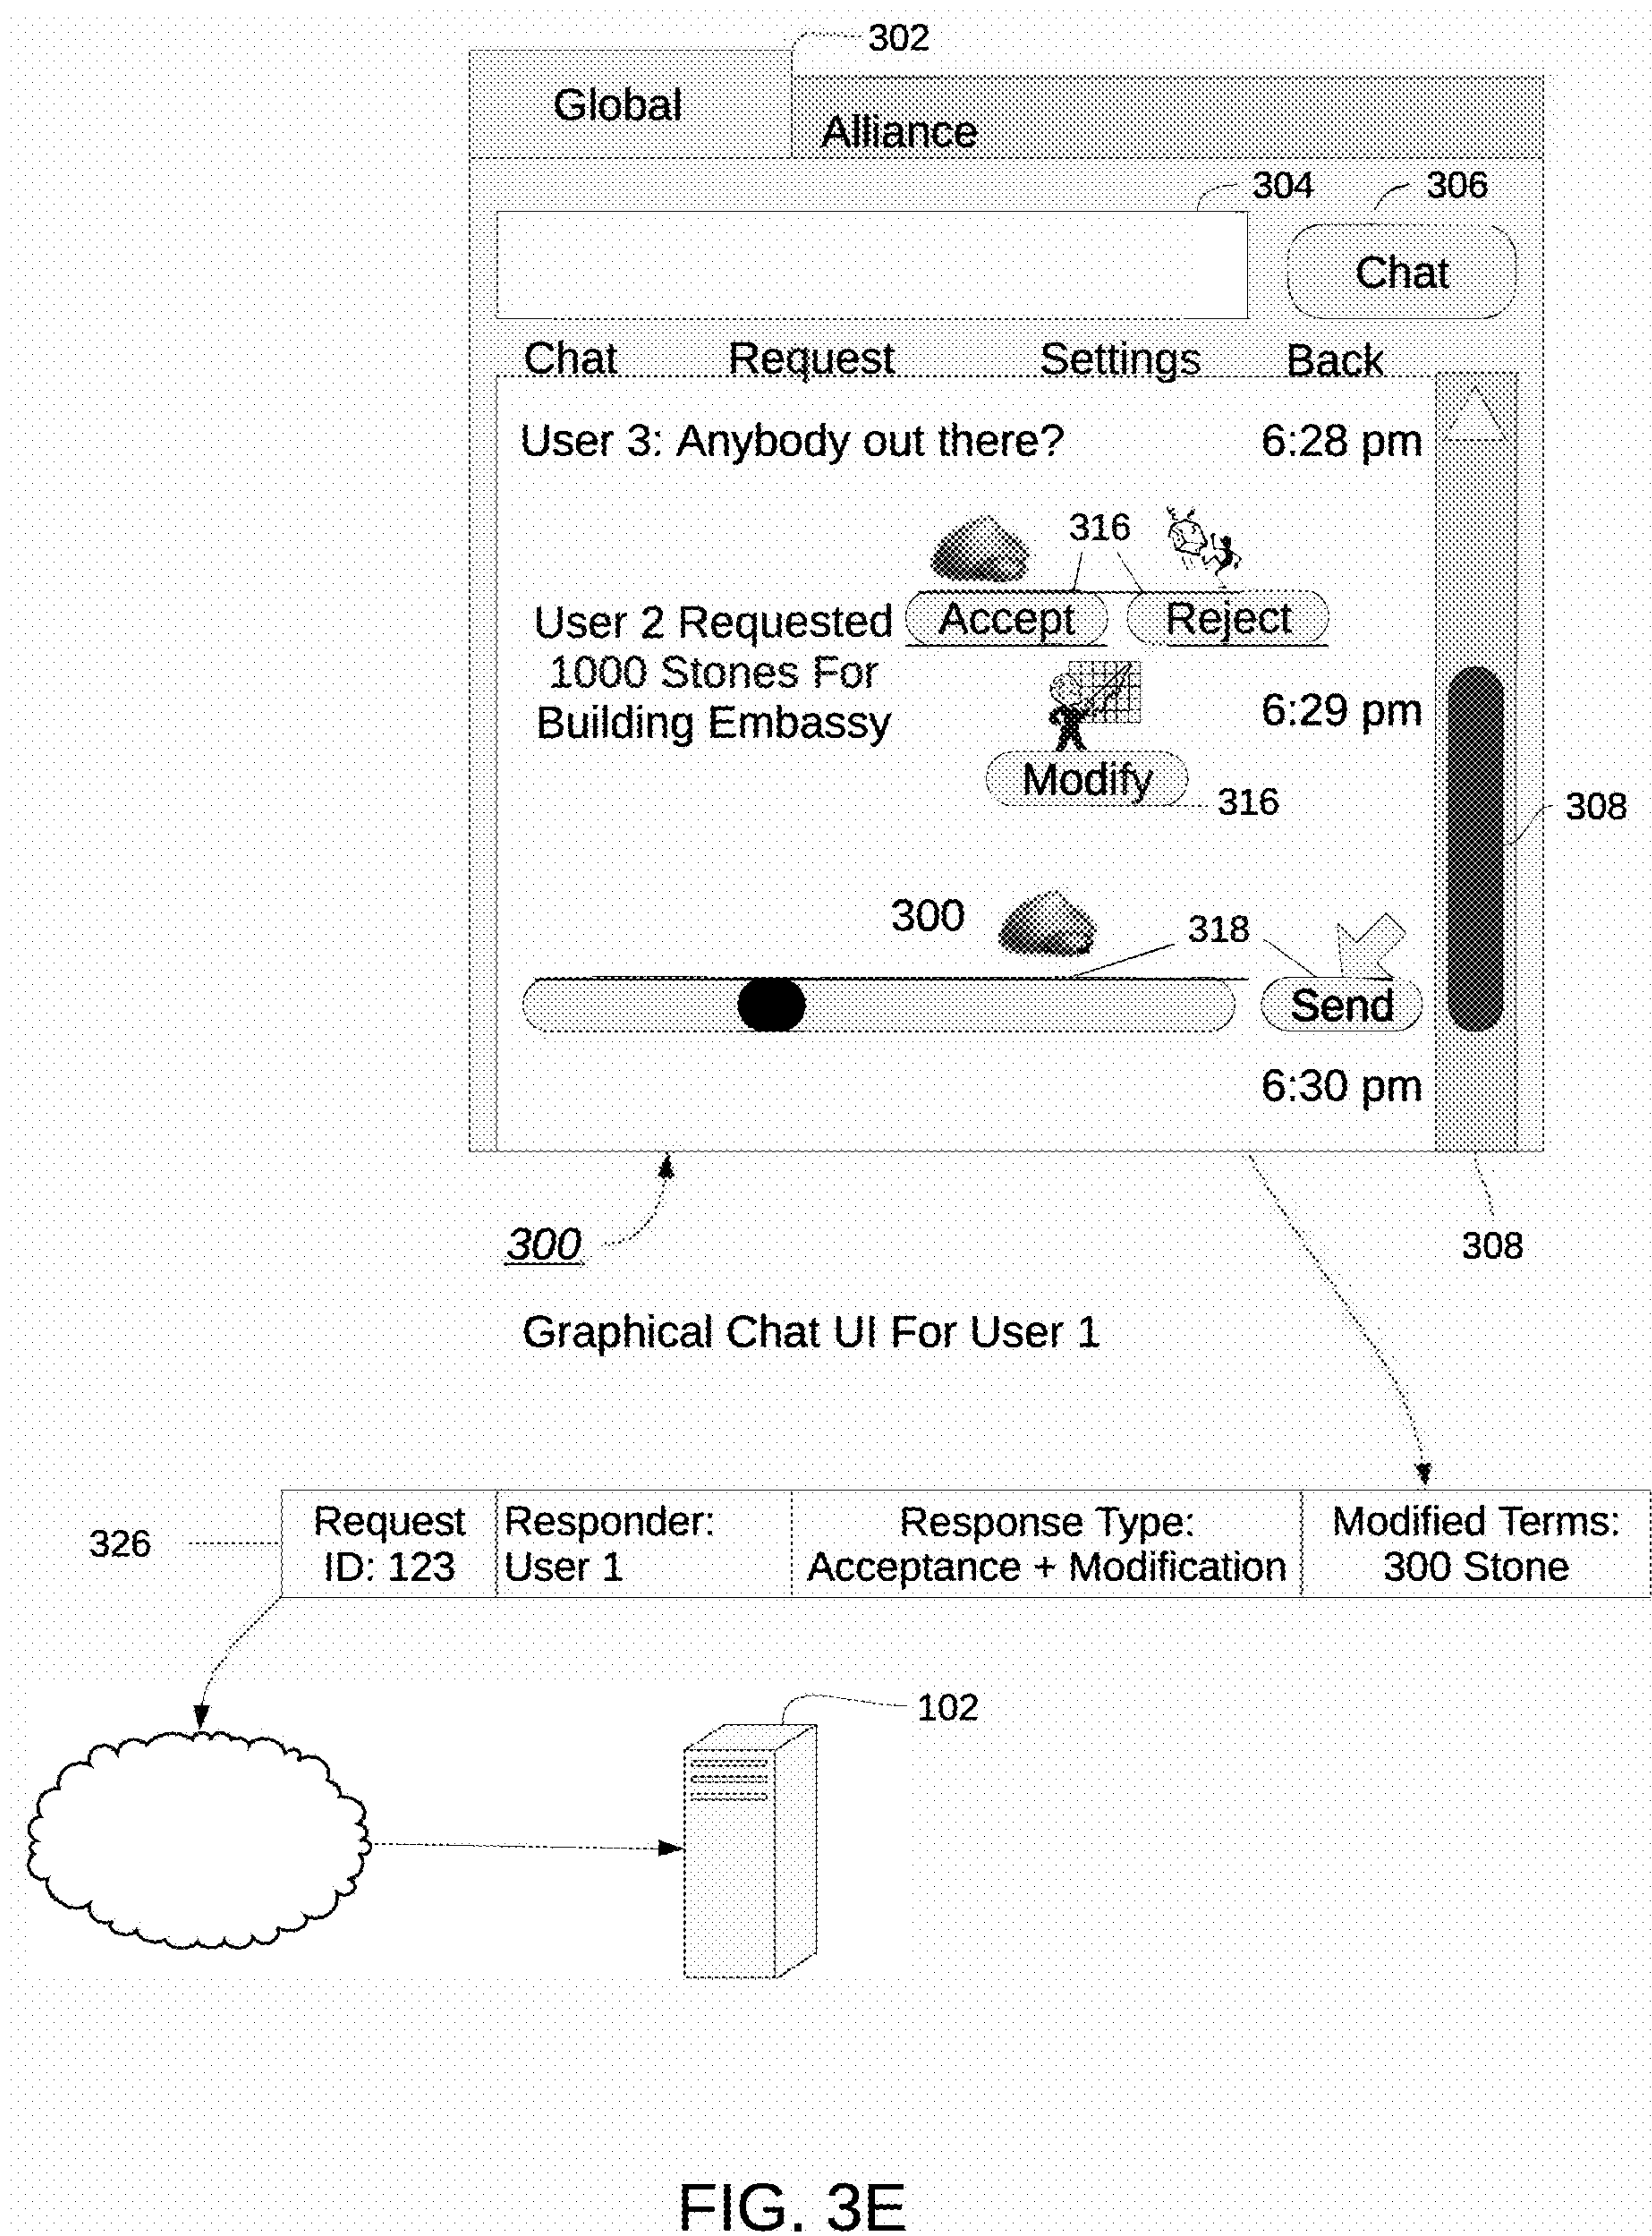 302
Global
Alliance
304
306
Chat
Chat Request Settings Back
User 3: Anybody out there? 6:28 pm
316
User 2 Requested
1000 Stones For
Building Embassy
Accept Reject
6:29 pm
Modify
316
308
300
318
Send
6:30 pm
300
308
Graphical Chat UI For User 1
326
Request
ID: 123
Responder:
User 1
Response Type:
Acceptance + Modification
Modified Terms:
300 Stone
102
FIG. 3E